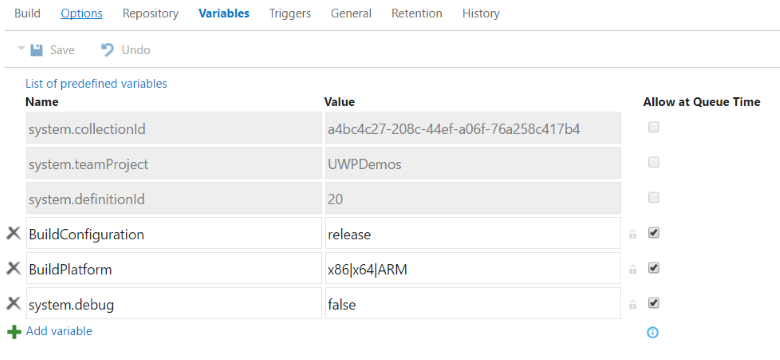 Build Options Repository Variables Triggers General Retention History
Save Undo
List of predefined variables
Name Value Allow at Queue Time
system.collectionId a4bc4c27-208c-44ef-a06f-76a258c417b4
system.teamProject UWPDemos
system.definitionId 20
BuildConfiguration release
BuildPlatform x86|x64|ARM
system.debug false
Add variable